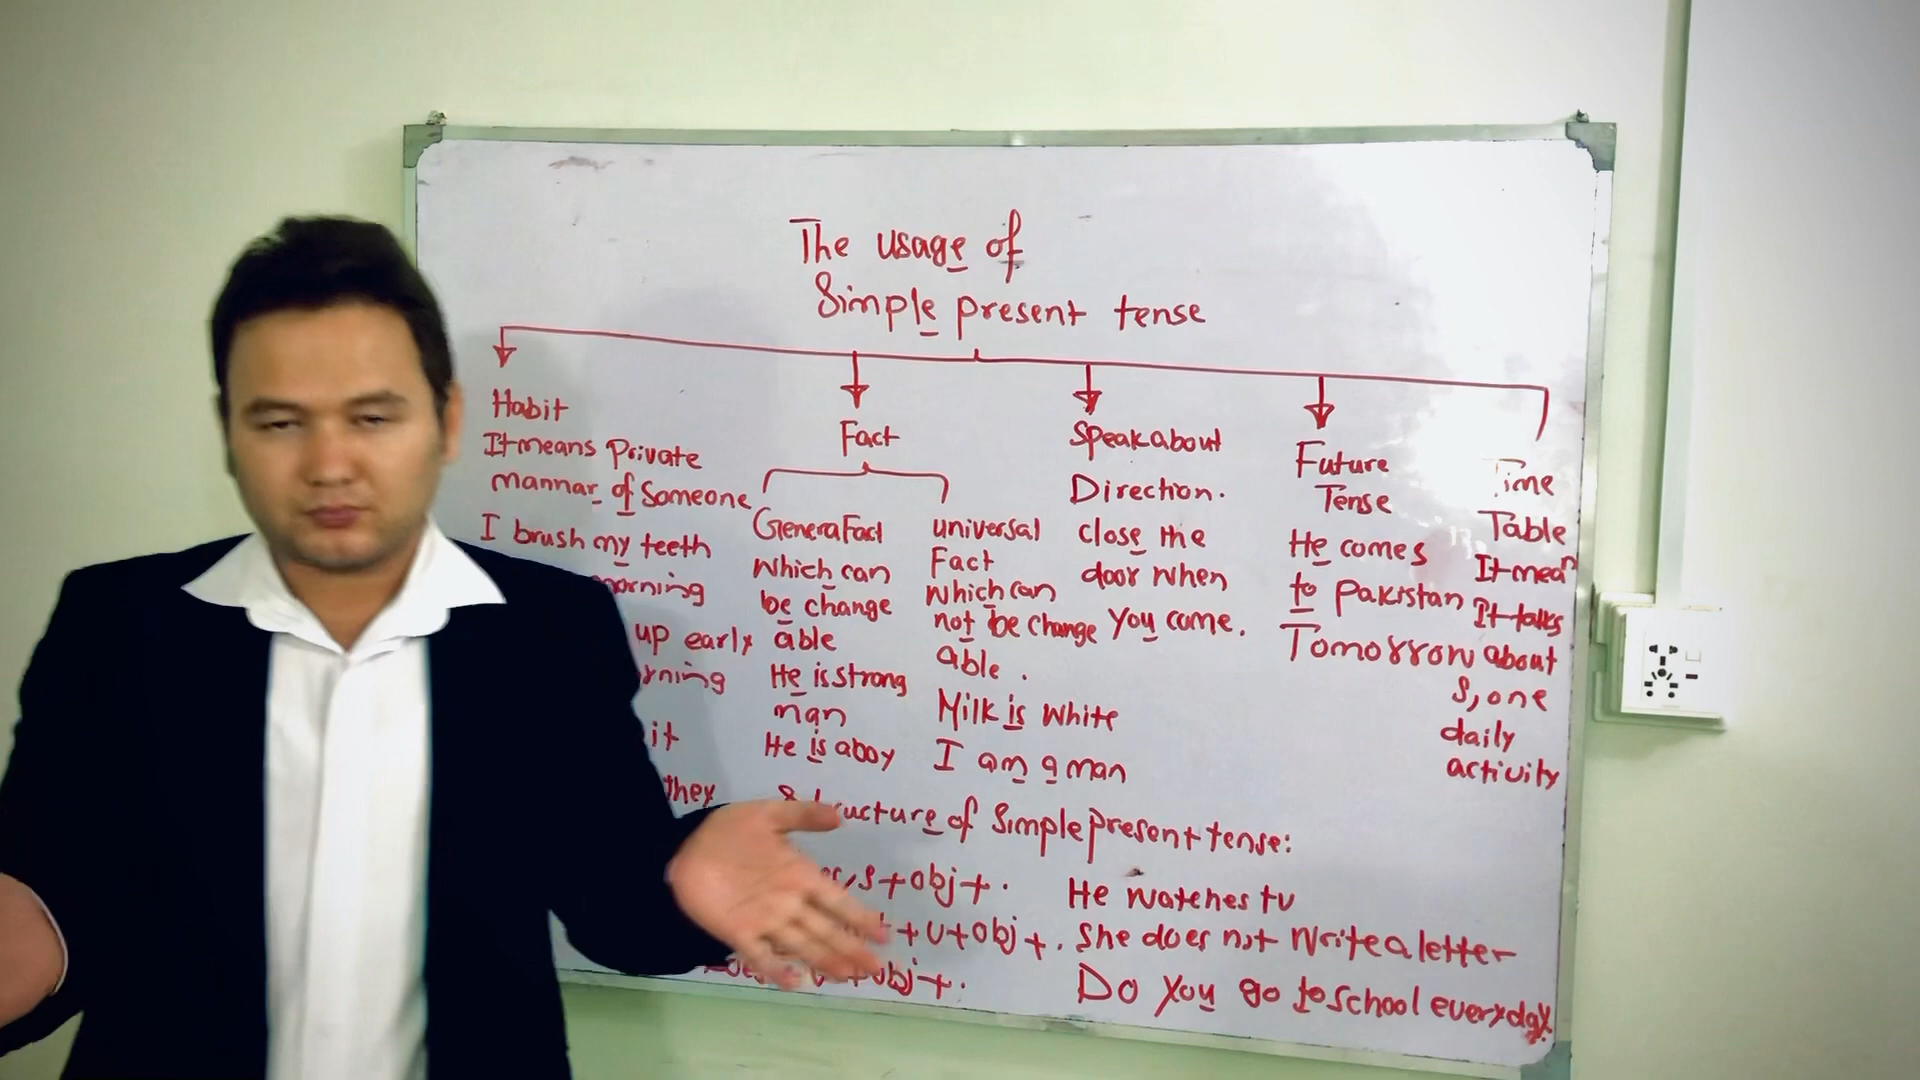 The usage of
Simple present tense
Habit
It means Private
mannar of Someone
I brush my teeth
morning
up early
it
they
Fact
Genera Fact
which can
be change
able
He is strong
man
He is a boy
universal
Fact
which can
not be change
able .
Milk is white
I am a man
Speak about
Direction.
close the
door when
You come.
Future
Tense
He comes
to pakistan
Tomorrow
Time
Table
It mean
It talks
about
S, one
daily
activity
Structure of Simple present tense:
s+obj+. He watches tv
+v+obj+. She does not write a letter
obj+. Do you go to school everyday